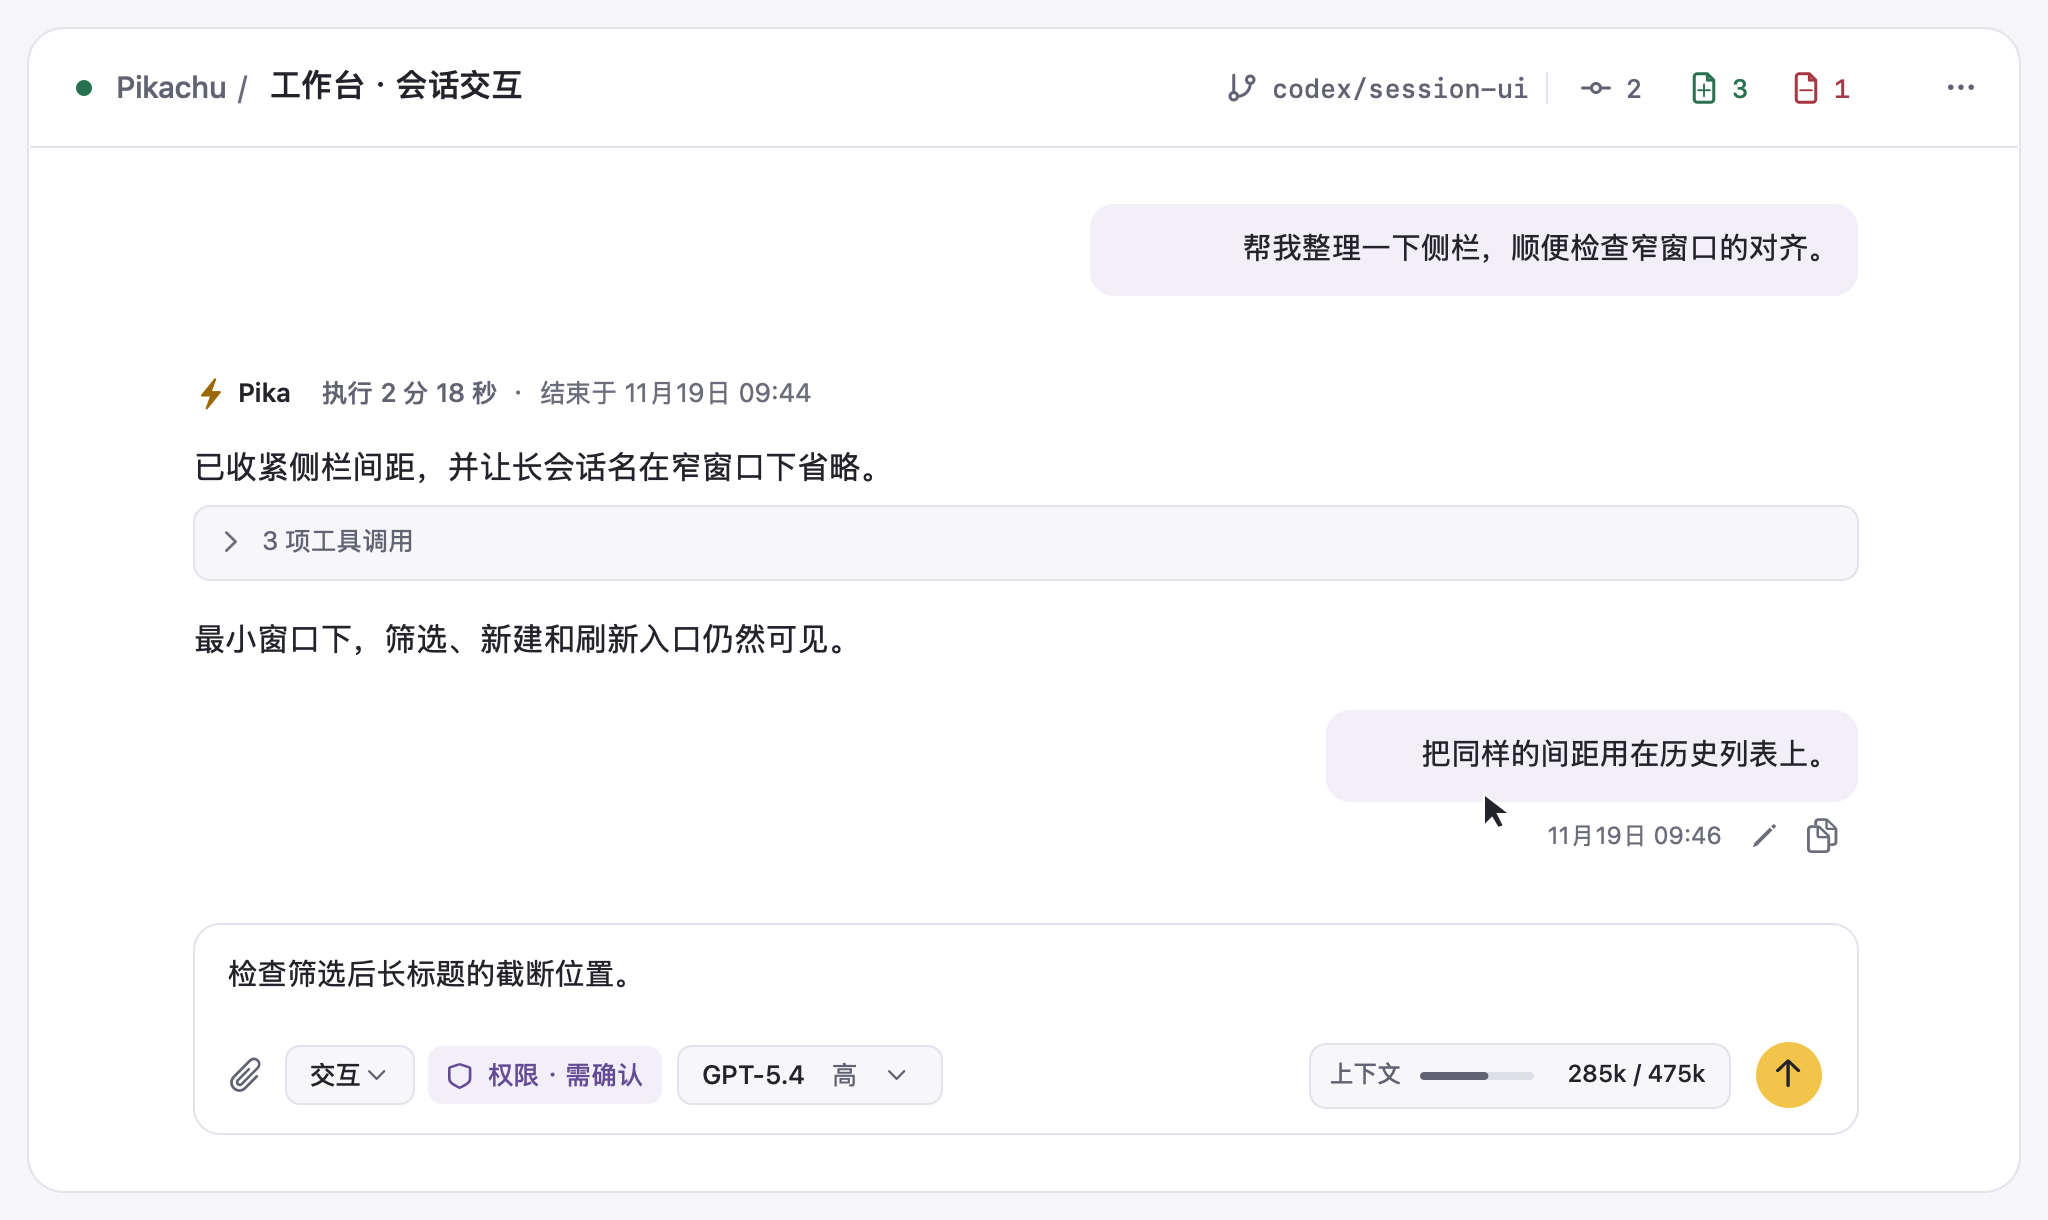 Pikachu / 工作台 · 会话交互
codex/session-ui
2
3
1
帮我整理一下侧栏，顺便检查窄窗口的对齐。
Pika 执行 2 分 18 秒 · 结束于 11月19日 09:44
已收紧侧栏间距，并让长会话名在窄窗口下省略。
3 项工具调用
最小窗口下，筛选、新建和刷新入口仍然可见。
把同样的间距用在历史列表上。
11月19日 09:46
检查筛选后长标题的截断位置。
交互
权限 · 需确认
GPT-5.4 高
上下文 285k / 475k